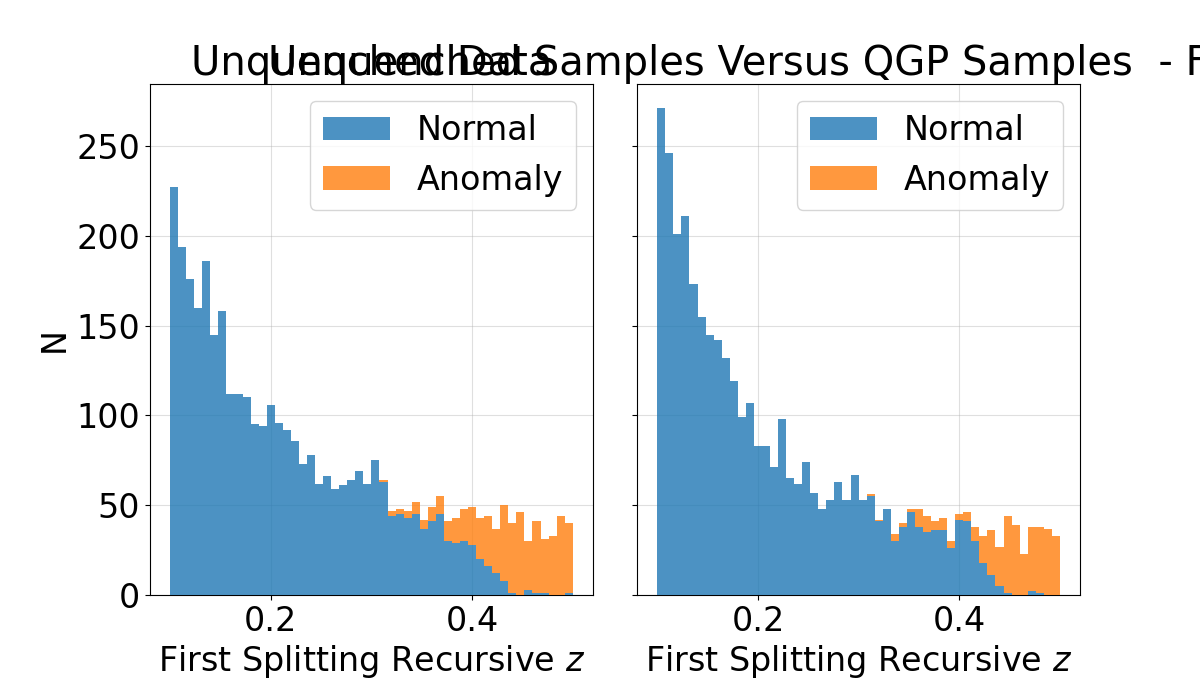 Unquenched Data
Unquenched Samples Versus QGP Samples - F
Normal
Anomaly
Normal
Anomaly
N
250
200
150
100
50
0
0.2
0.4
0.2
0.4
First Splitting Recursive z
First Splitting Recursive z